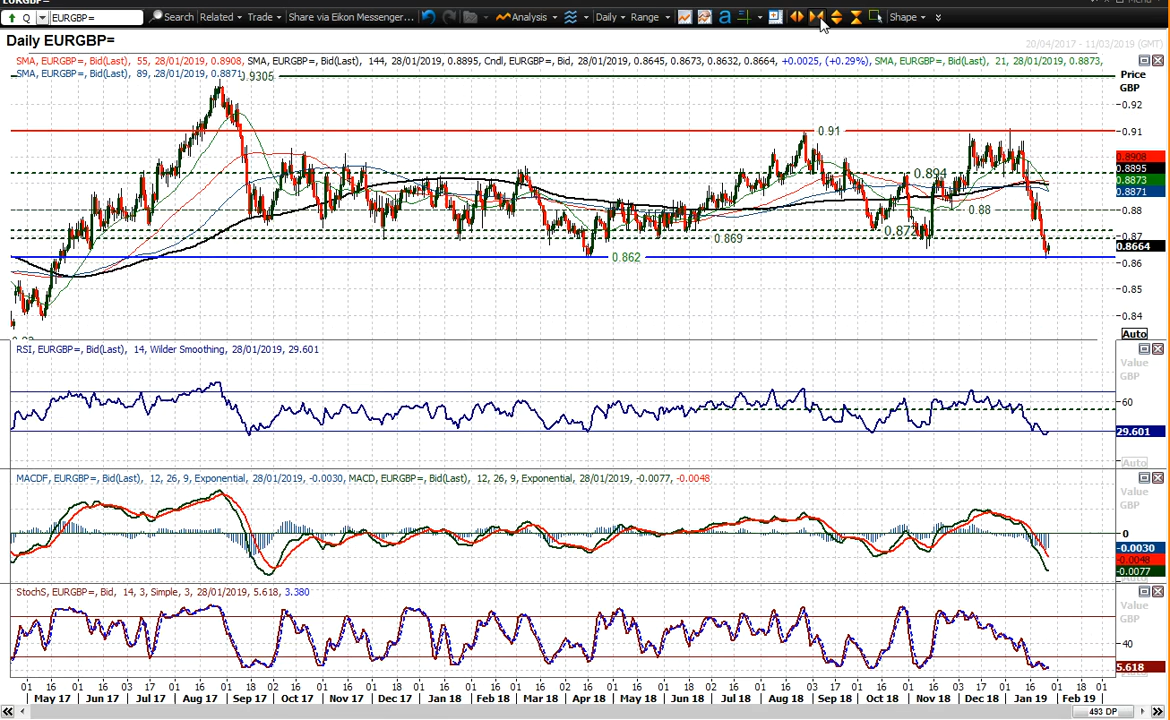 EURGBP=
Menu
Q EURGBP= Search Related Trade Share via Eikon Messenger... Analysis Daily Range a Shape
Daily EURGBP=
20/04/2017 - 11/03/2019 (GMT)
SMA, EURGBP=, Bid(Last), 55, 28/01/2019, 0.8908, SMA, EURGBP=, Bid(Last), 144, 28/01/2019, 0.8895, Cndl, EURGBP=, Bid, 28/01/2019, 0.8645, 0.8673, 0.8632, 0.8664, +0.0025, (+0.29%), SMA, EURGBP=, Bid(Last), 21, 28/01/2019, 0.8873,
SMA, EURGBP=, Bid(Last), 89, 28/01/2019, 0.8871
0.9305
Price
GBP
0.92
0.91
0.91
0.8908
0.8895
0.8873
0.8871
0.894
0.88
0.88
0.872
0.87
0.869
0.8664
0.862
0.86
0.85
0.84
Auto
RSI, EURGBP=, Bid(Last), 14, Wilder Smoothing, 28/01/2019, 29.601
Value
GBP
60
29.601
Auto
MACDF, EURGBP=, Bid(Last), 12, 26, 9, Exponential, 28/01/2019, -0.0030, MACD, EURGBP=, Bid(Last), 12, 26, 9, Exponential, 28/01/2019, -0.0077, -0.0048
Value
GBP
0
-0.0030
-0.0048
-0.0077
StochS, EURGBP=, Bid, 14, 3, Simple, 3, 28/01/2019, 5.618, 3.380
Value
GBP
40
5.618
01 16 01 16 03 17 01 16 01 18 02 16 01 16 01 18 01 16 01 16 01 16 02 16 01 16 01 18 02 16 01 16 03 17 01 16 01 16 03 17 01 16 01 18 01
May 17 Jun 17 Jul 17 Aug 17 Sep 17 Oct 17 Nov 17 Dec 17 Jan 18 Feb 18 Mar 18 Apr 18 May 18 Jun 18 Jul 18 Aug 18 Sep 18 Oct 18 Nov 18 Dec 18 Jan 19 Feb 19
493 DP